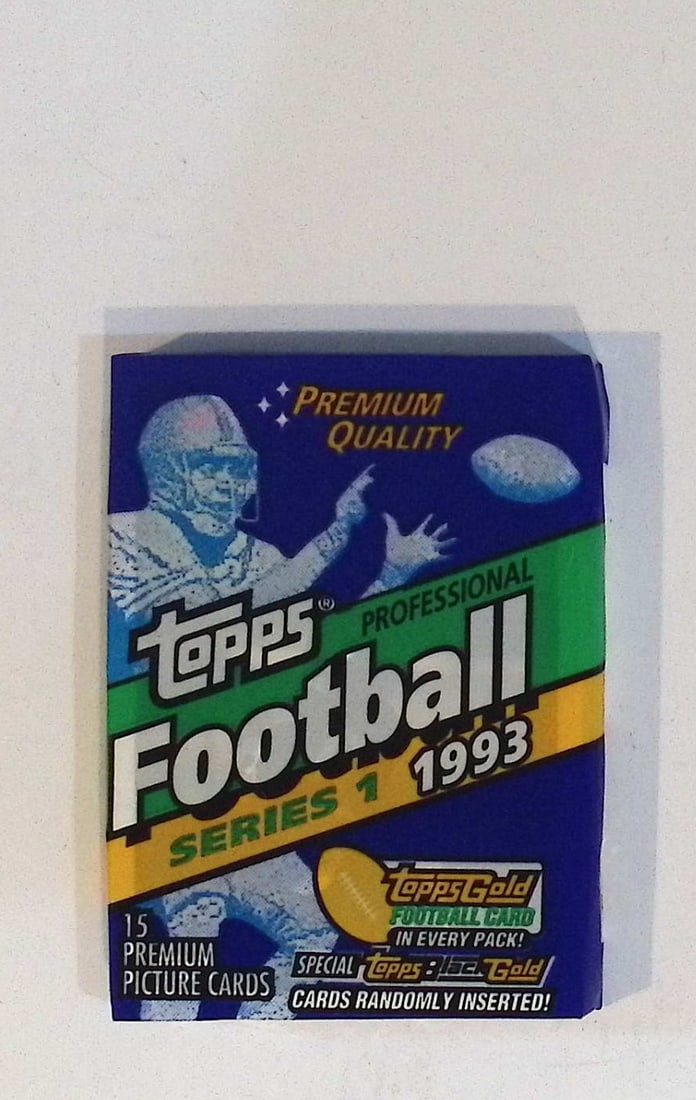 PREMIUM
QUALITY
topps®
PROFESSIONAL
Football
SERIES 1 1993
ToppsGold
FOOTBALL CARD
IN EVERY PACK!
15
PREMIUM
PICTURE CARDS
SPECIAL Topps Black Gold
CARDS RANDOMLY INSERTED!